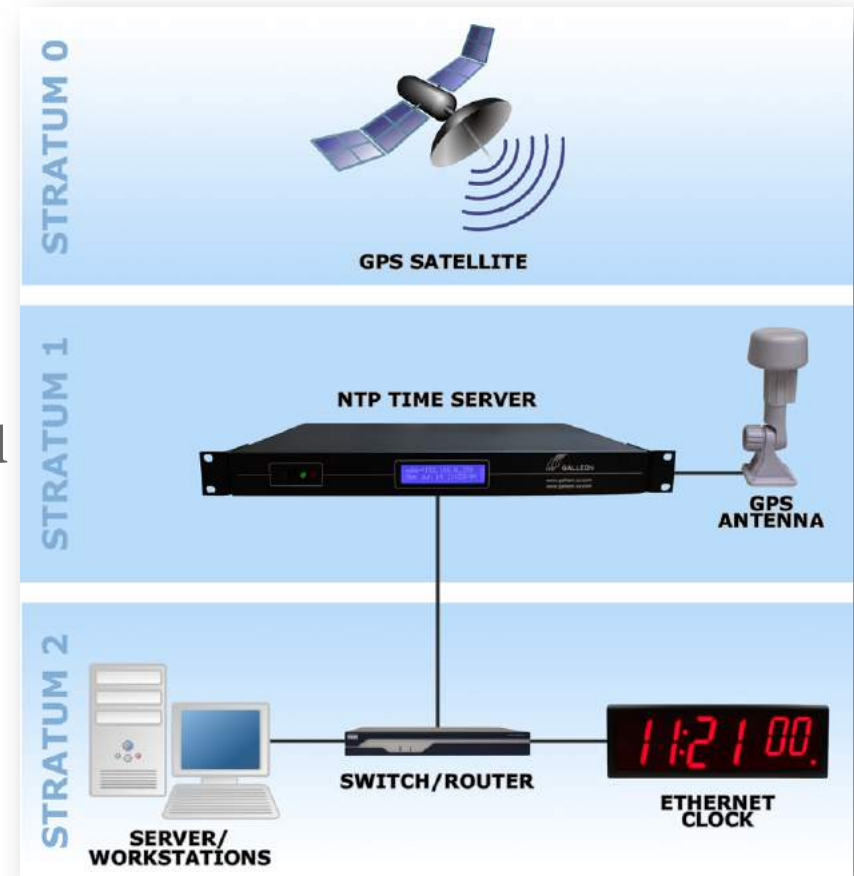 STRATUM 0
GPS SATELLITE
STRATUM 1
NTP TIME SERVER
GALLEON
GPS
ANTENNA
STRATUM 2
SWITCH/ROUTER
11:21 00.
ETHERNET
CLOCK
SERVER/
WORKSTATIONS